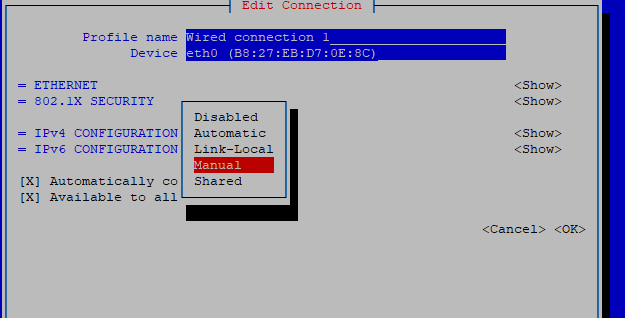 Edit Connection
Profile name Wired connection 1
Device eth0 (B8:27:EB:D7:0E:8C)
= ETHERNET <Show>
= 802.1X SECURITY <Show>
= IPv4 CONFIGURATION <Show>
= IPv6 CONFIGURATION <Show>
Disabled
Automatic
Link-Local
Manual
Shared
[X] Automatically co
[X] Available to all
<Cancel> <OK>